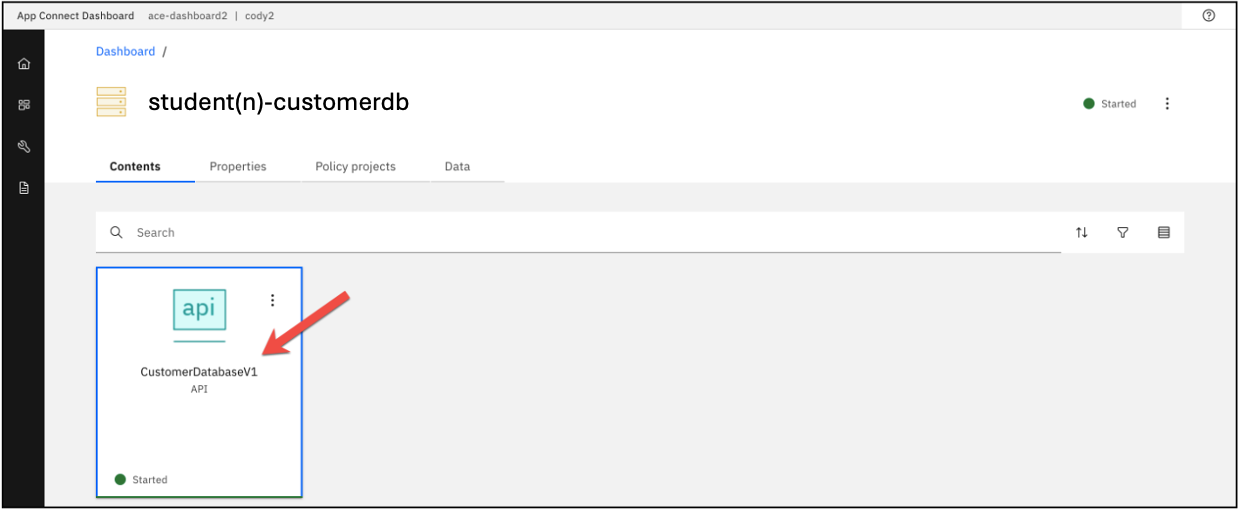 App Connect Dashboard ace-dashboard2 | cody2
Dashboard /
student(n)-customerdb
Started
Contents Properties Policy projects Data
Search
api
CustomerDatabaseV1
API
Started